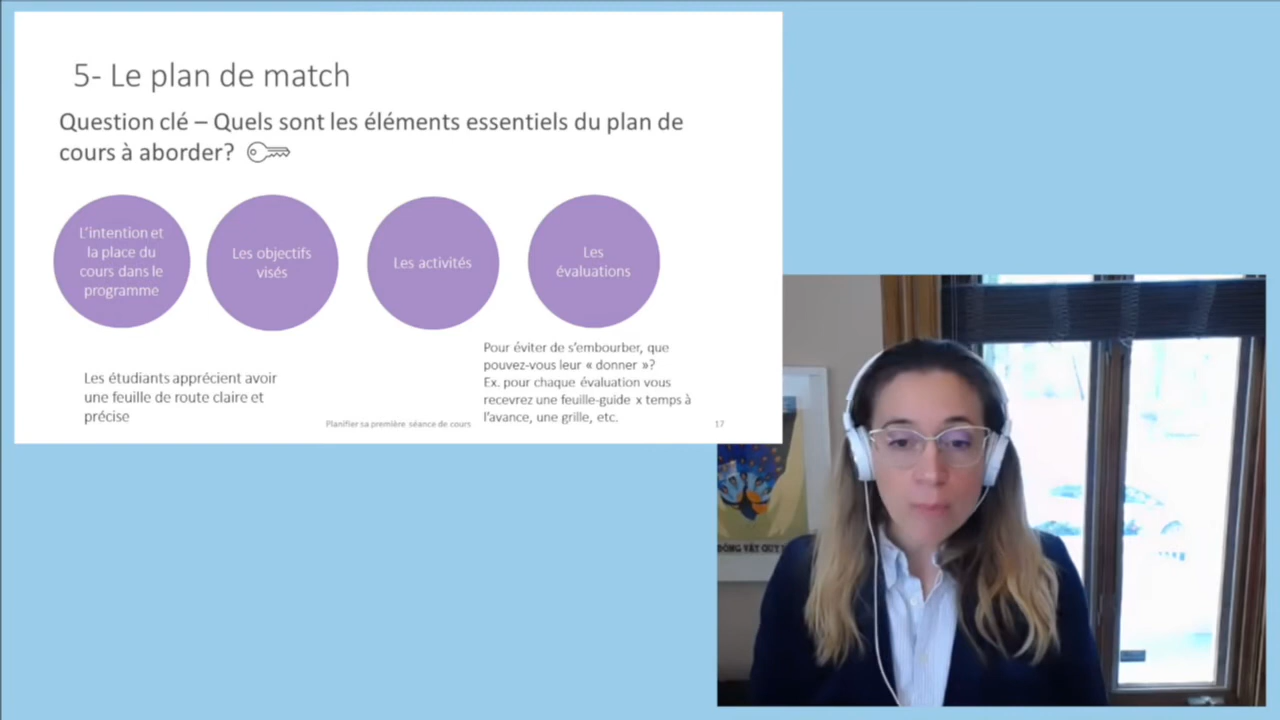 5- Le plan de match
Question clé – Quels sont les éléments essentiels du plan de
cours à aborder?
L'intention et
la place du
cours dans le
programme
Les objectifs
visés
Les activités
Les
évaluations
Les étudiants apprécient avoir
une feuille de route claire et
précise
Pour éviter de s'embourber, que
pouvez-vous leur « donner »?
Ex. pour chaque évaluation vous
recevrez une feuille-guide x temps à
l'avance, une grille, etc.
Planifier sa première séance de cours
17
ĐỘNG VẬT QUÝ